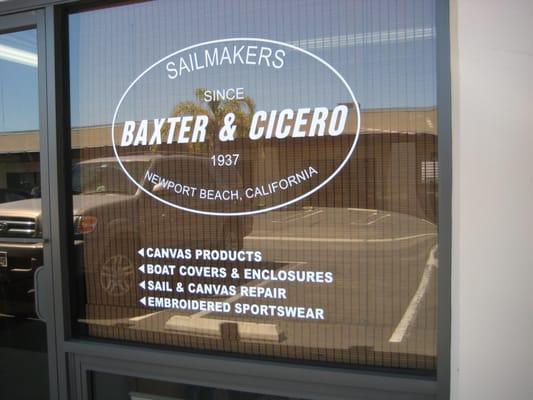 SAILMAKERS
SINCE
BAXTER & CICERO
1937
NEWPORT BEACH, CALIFORNIA
CANVAS PRODUCTS
BOAT COVERS & ENCLOSURES
SAIL & CANVAS REPAIR
EMBROIDERED SPORTSWEAR